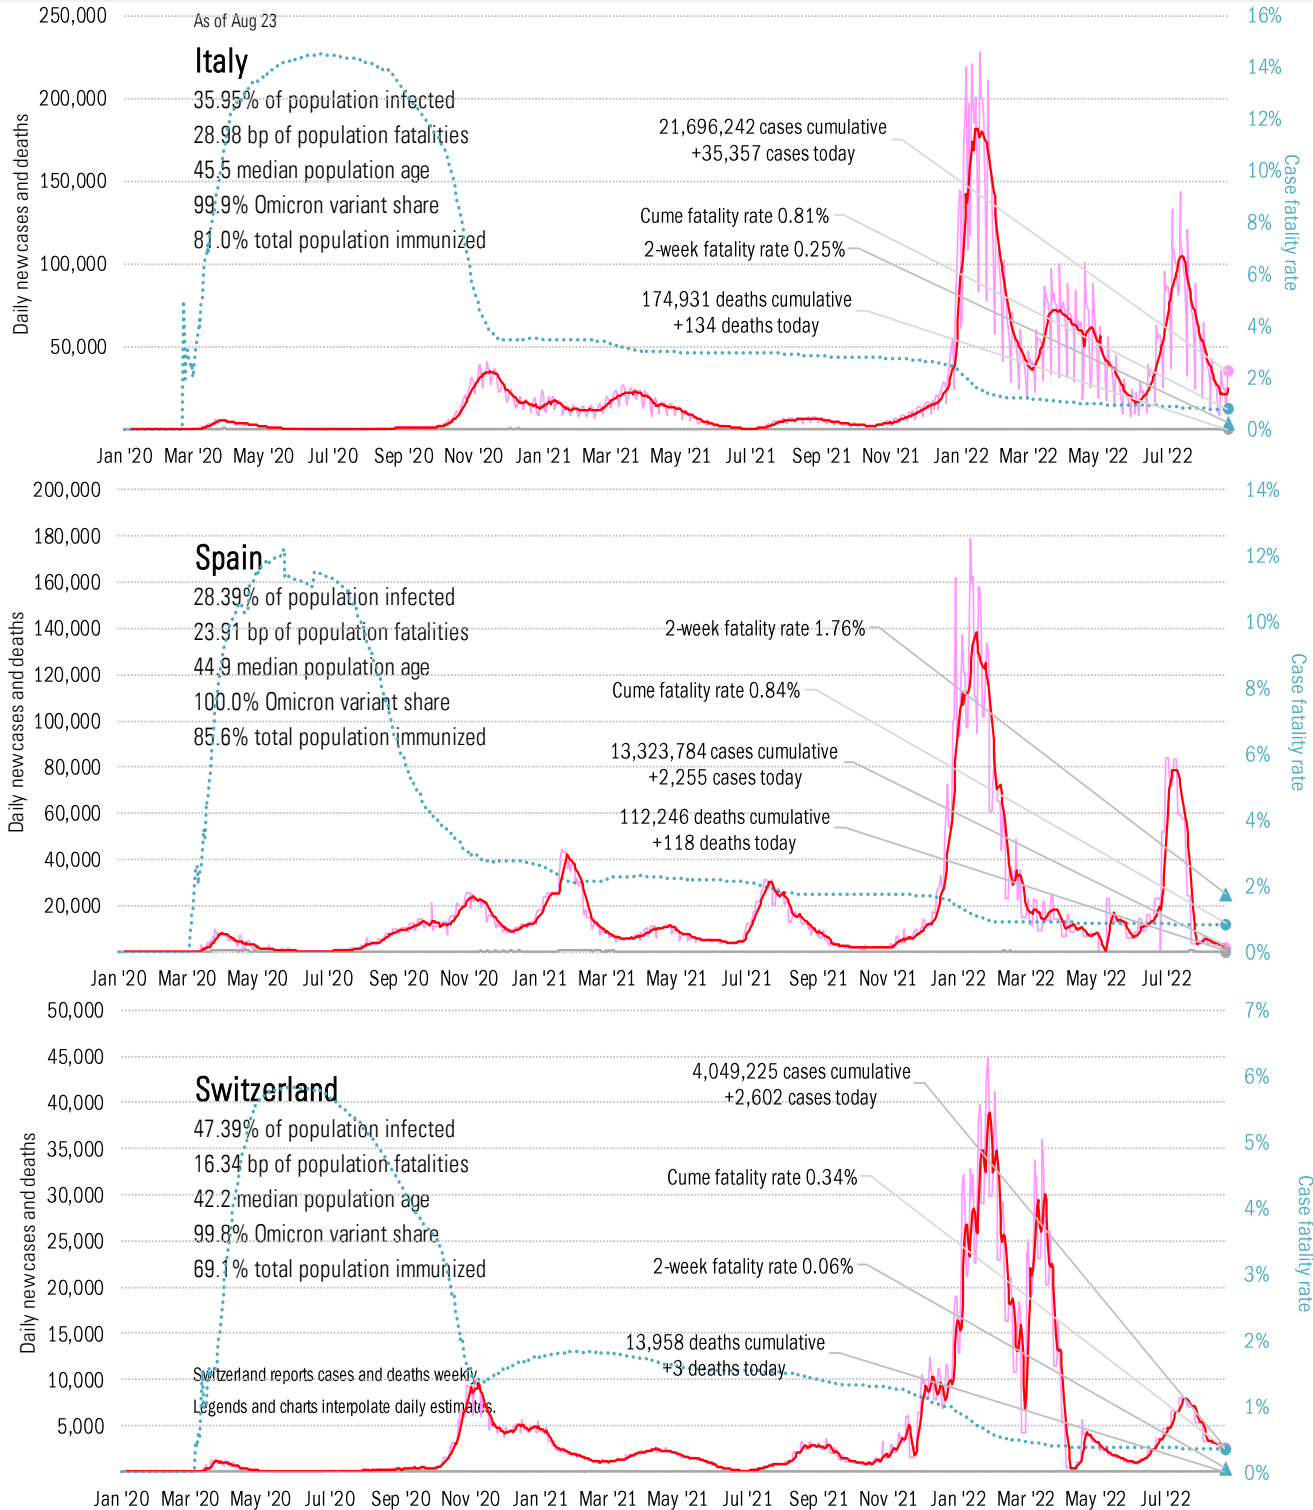 As of Aug 23
Italy
35.95% of population infected
28.98 bp of population fatalities
45.5 median population age
99.9% Omicron variant share
81.0% total population immunized
21,696,242 cases cumulative
+35,357 cases today
Cume fatality rate 0.81%
2-week fatality rate 0.25%
174,931 deaths cumulative
+134 deaths today
Daily new cases and deaths
250,000
200,000
150,000
100,000
50,000
16%
14%
12%
10%
8%
6%
4%
2%
0%
Case fatality rate
Jan '20 Mar '20 May '20 Jul '20 Sep '20 Nov '20 Jan '21 Mar '21 May '21 Jul '21 Sep '21 Nov '21 Jan '22 Mar '22 May '22 Jul '22
Spain
28.39% of population infected
23.91 bp of population fatalities
44.9 median population age
100.0% Omicron variant share
85.6% total population immunized
2-week fatality rate 1.76%
Cume fatality rate 0.84%
13,323,784 cases cumulative
+2,255 cases today
112,246 deaths cumulative
+118 deaths today
Daily new cases and deaths
200,000
180,000
160,000
140,000
120,000
100,000
80,000
60,000
40,000
20,000
14%
12%
10%
8%
6%
4%
2%
0%
Case fatality rate
Jan '20 Mar '20 May '20 Jul '20 Sep '20 Nov '20 Jan '21 Mar '21 May '21 Jul '21 Sep '21 Nov '21 Jan '22 Mar '22 May '22 Jul '22
Switzerland
47.39% of population infected
16.34 bp of population fatalities
42.2 median population age
99.8% Omicron variant share
69.1% total population immunized
Switzerland reports cases and deaths weekly.
Legends and charts interpolate daily estimates.
4,049,225 cases cumulative
+2,602 cases today
Cume fatality rate 0.34%
2-week fatality rate 0.06%
13,958 deaths cumulative
+3 deaths today
Daily new cases and deaths
50,000
45,000
40,000
35,000
30,000
25,000
20,000
15,000
10,000
5,000
7%
6%
5%
4%
3%
2%
1%
0%
Case fatality rate
Jan '20 Mar '20 May '20 Jul '20 Sep '20 Nov '20 Jan '21 Mar '21 May '21 Jul '21 Sep '21 Nov '21 Jan '22 Mar '22 May '22 Jul '22